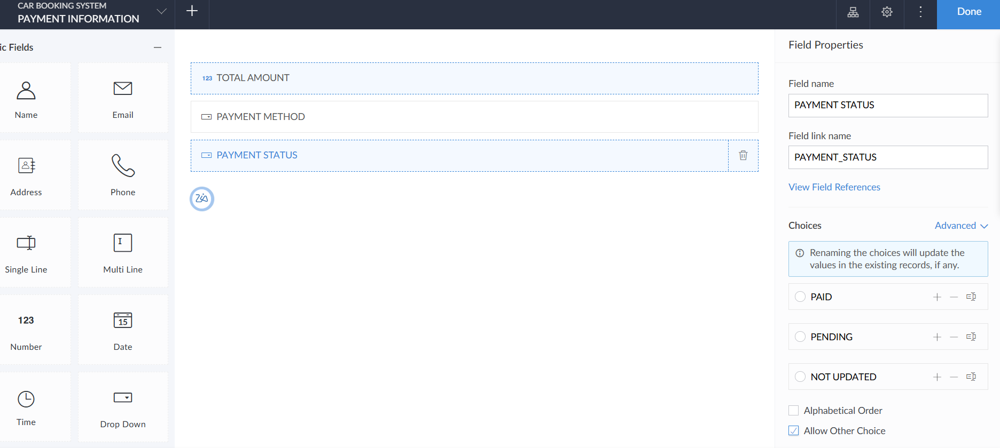 CAR BOOKING SYSTEM
PAYMENT INFORMATION
Done
ic Fields
Name
Email
Address
Phone
Single Line
Multi Line
123
Number
15
Date
Time
Drop Down
123 TOTAL AMOUNT
PAYMENT METHOD
PAYMENT STATUS
Zia
Field Properties
Field name
PAYMENT STATUS
Field link name
PAYMENT_STATUS
View Field References
Choices
Advanced
Renaming the choices will update the
values in the existing records, if any.
PAID
PENDING
NOT UPDATED
Alphabetical Order
Allow Other Choice